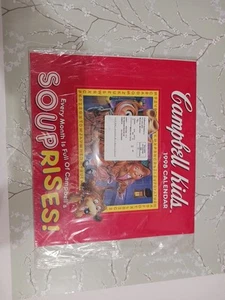 Campbell Kids
1998 CALENDAR
Every Month Is Full Of Campbell's
SOUPRISES!